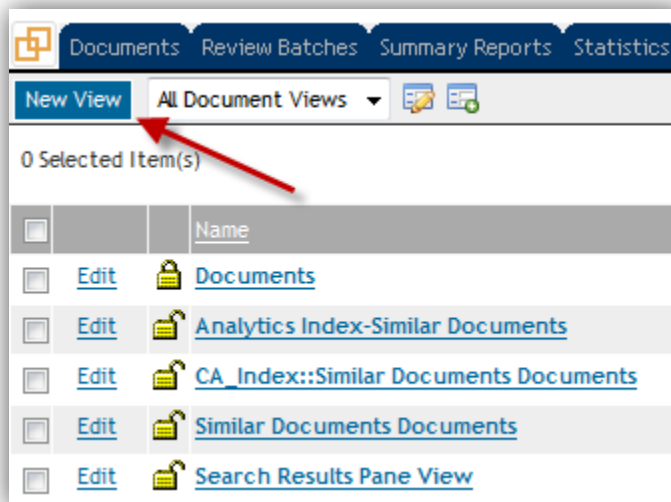 Documents Review Batches Summary Reports Statistics
New View All Document Views
0 Selected Item(s)
Name
Edit Documents
Edit Analytics Index-Similar Documents
Edit CA_Index::Similar Documents Documents
Edit Similar Documents Documents
Edit Search Results Pane View